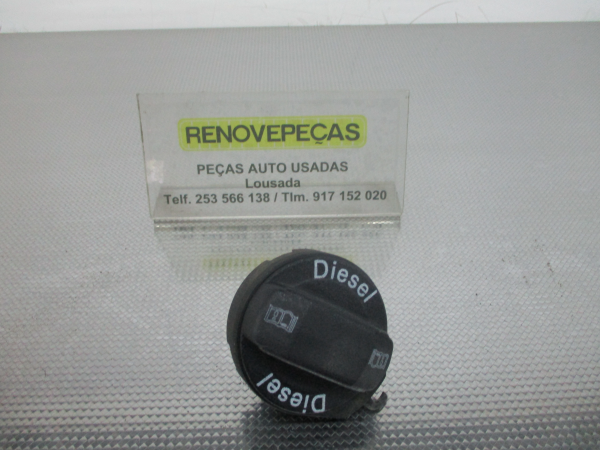 RENOVEPEÇAS
PEÇAS AUTO USADAS
Lousada
Telf. 253 566 138 / Tlm. 917 152 020
Diesel
Diesel